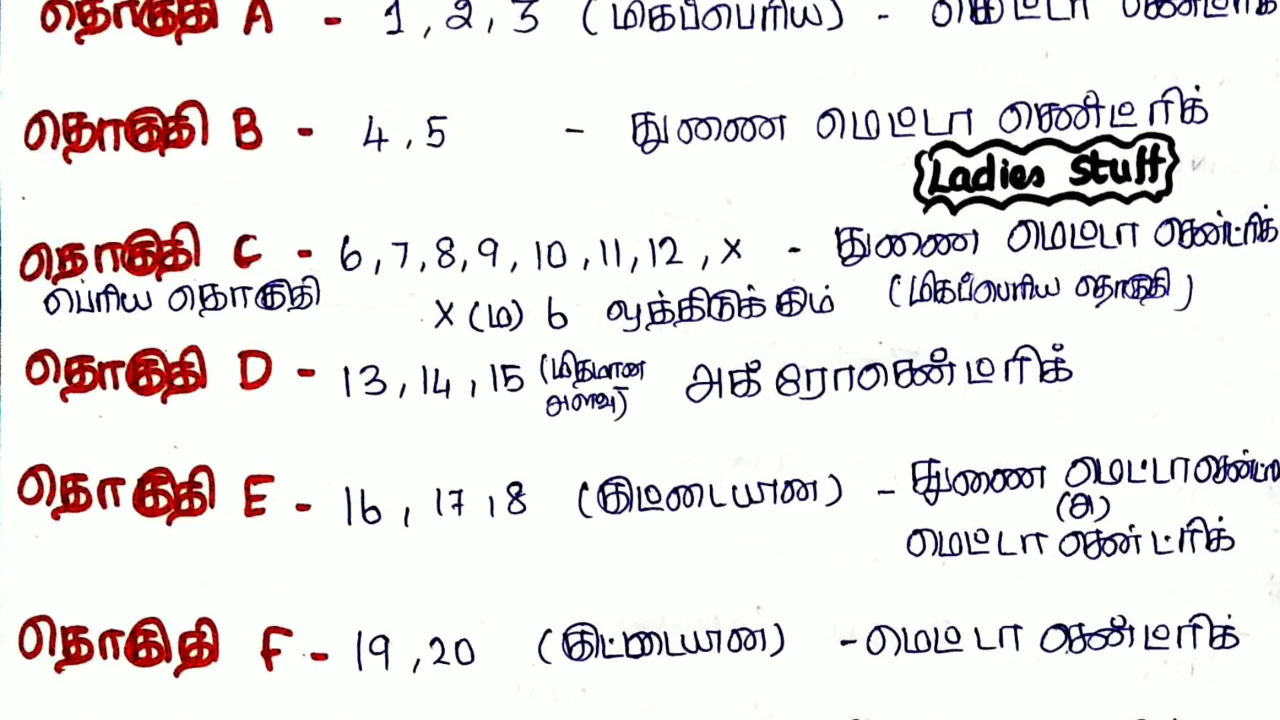 தொகுதி A - 1, 2, 3 (மிகப்பெரிய) - மெட்டா சென்ட்ரிக்
தொகுதி B - 4, 5 - துணை மெட்டா சென்ட்ரிக்
Ladies Stuff
தொகுதி C - 6, 7, 8, 9, 10, 11, 12, X - துணை மெட்டா சென்ட்ரிக்
பெரிய தொகுதி X (ம) 6 ஒத்திருக்கும் (மிகப்பெரிய தொகுதி)
தொகுதி D - 13, 14, 15 (மிதமான அளவு) அக்ரோசென்ட்ரிக்
தொகுதி E - 16, 17, 18 (குட்டையான) - துணை மெட்டா சென்ட்
(அ)
மெட்டா சென்ட்ரிக்
தொகுதி F - 19, 20 (குட்டையான) - மெட்டா சென்ட்ரிக்